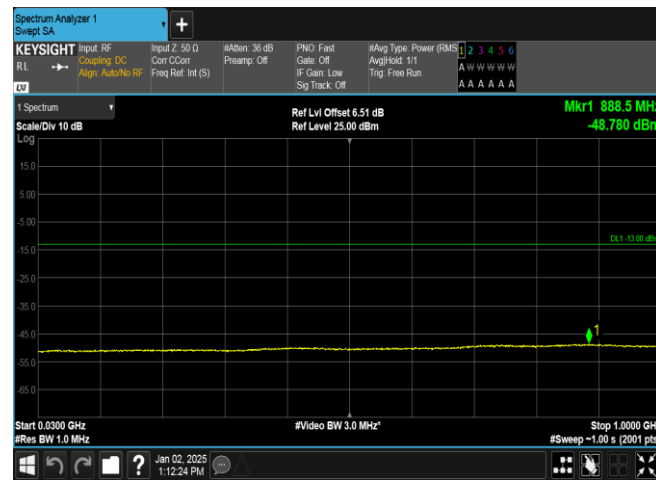 Spectrum Analyzer 1
Swept SA
+
KEYSIGHT
RL
LXI
Input: RF
Coupling: DC
Align: Auto/No RF
Input Z: 50 Ω
Corr CCorr
Freq Ref: Int (S)
#Atten: 36 dB
Preamp: Off
PNO: Fast
Gate: Off
IF Gain: Low
Sig Track: Off
#Avg Type: Power (RMS
Avg|Hold: 1/1
Trig: Free Run
1 2 3 4 5 6
A W W W W W
A A A A A A
1 Spectrum
Scale/Div 10 dB
Log
Ref Lvl Offset 6.51 dB
Ref Level 25.00 dBm
Mkr1 888.5 MHz
-48.780 dBm
15.0
5.00
-5.00
-15.0
-25.0
-35.0
-45.0
-55.0
-65.0
DL1 -13.00 dBm
1
Start 0.0300 GHz
#Res BW 1.0 MHz
#Video BW 3.0 MHz*
Stop 1.0000 GH
#Sweep ~1.00 s (2001 pts
?
Jan 02, 2025
1:12:24 PM